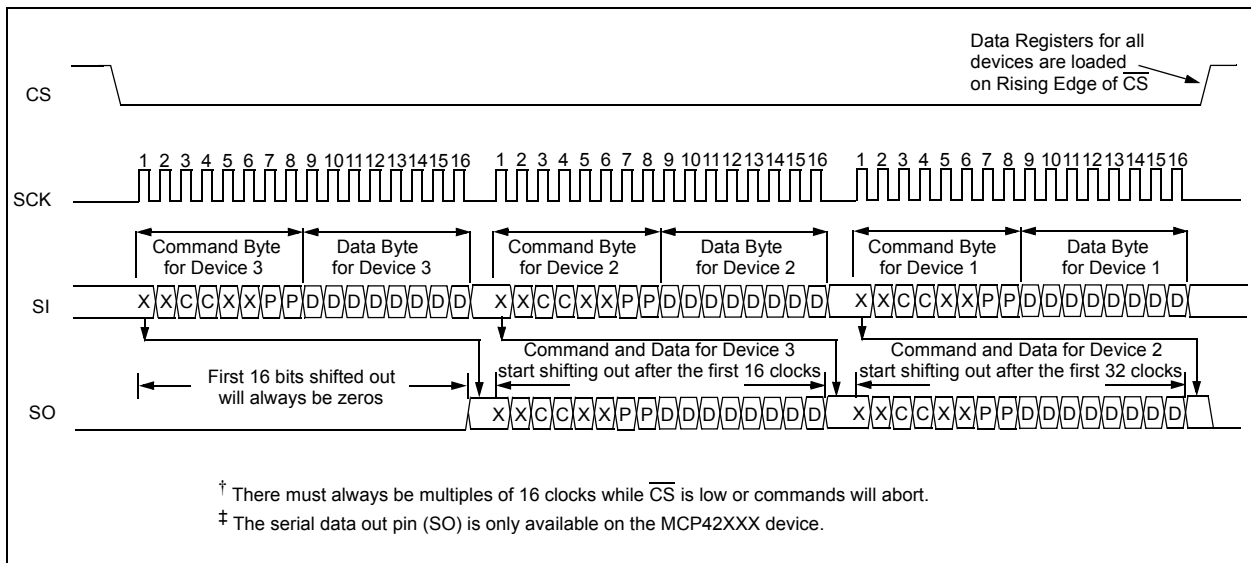 Data Registers for all
devices are loaded
on Rising Edge of CS
CS
1 2 3 4 5 6 7 8 9 10 11 12 13 14 15 16
1 2 3 4 5 6 7 8 9 10 11 12 13 14 15 16
1 2 3 4 5 6 7 8 9 10 11 12 13 14 15 16
SCK
Command Byte
for Device 3
Data Byte
for Device 3
Command Byte
for Device 2
Data Byte
for Device 2
Command Byte
for Device 1
Data Byte
for Device 1
SI
X X C C X X P P D D D D D D D D
X X C C X X P P D D D D D D D D
X X C C X X P P D D D D D D D D
First 16 bits shifted out
will always be zeros
Command and Data for Device 3
start shifting out after the first 16 clocks
Command and Data for Device 2
start shifting out after the first 32 clocks
SO
X X C C X X P P D D D D D D D D
X X C C X X P P D D D D D D D D
† There must always be multiples of 16 clocks while CS is low or commands will abort.
‡ The serial data out pin (SO) is only available on the MCP42XXX device.